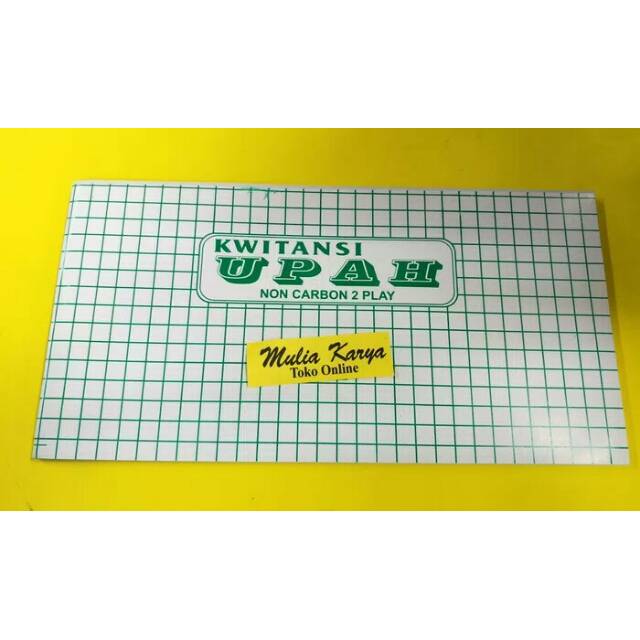 KWITANSI
UPAH
NON CARBON 2 PLAY
Mulia Karya
Toko Online